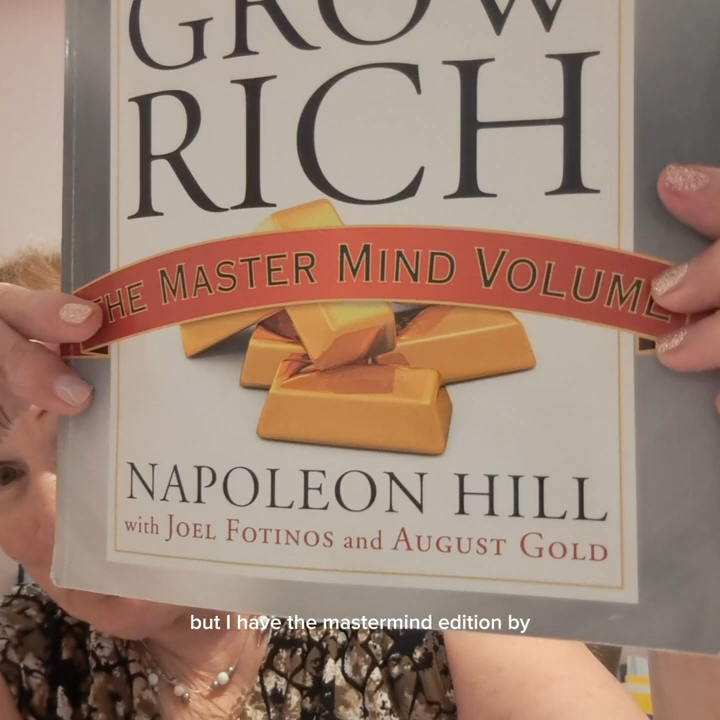 GROW
RICH
THE MASTER MIND VOLUME
NAPOLEON HILL
with JOEL FOTINOS and AUGUST GOLD
but I have the mastermind edition by